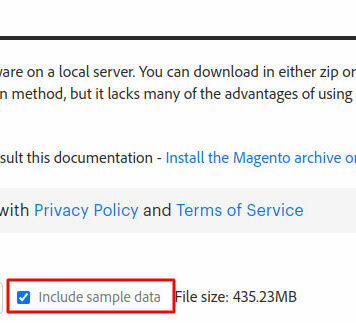 are on a local server. You can download in either zip or
n method, but it lacks many of the advantages of using
sult this documentation - Install the Magento archive o
with Privacy Policy and Terms of Service
Include sample data File size: 435.23MB